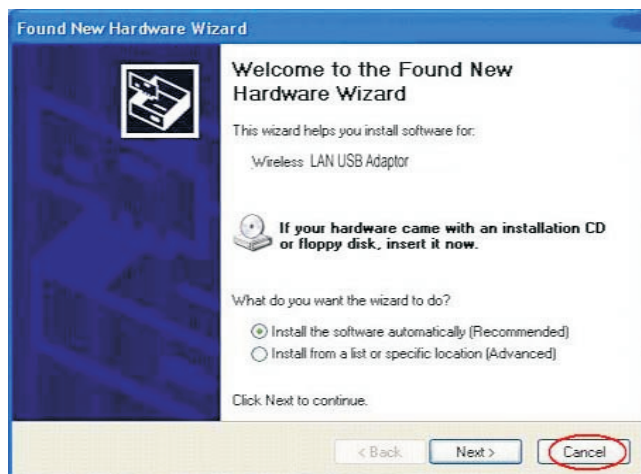 Found New Hardware Wizard
Welcome to the Found New
Hardware Wizard
This wizard helps you install software for:
Wireless LAN USB Adaptor
If your hardware came with an installation CD
or floppy disk, insert it now.
What do you want the wizard to do?
Install the software automatically (Recommended)
Install from a list or specific location (Advanced)
Click Next to continue.
< Back Next > Cancel